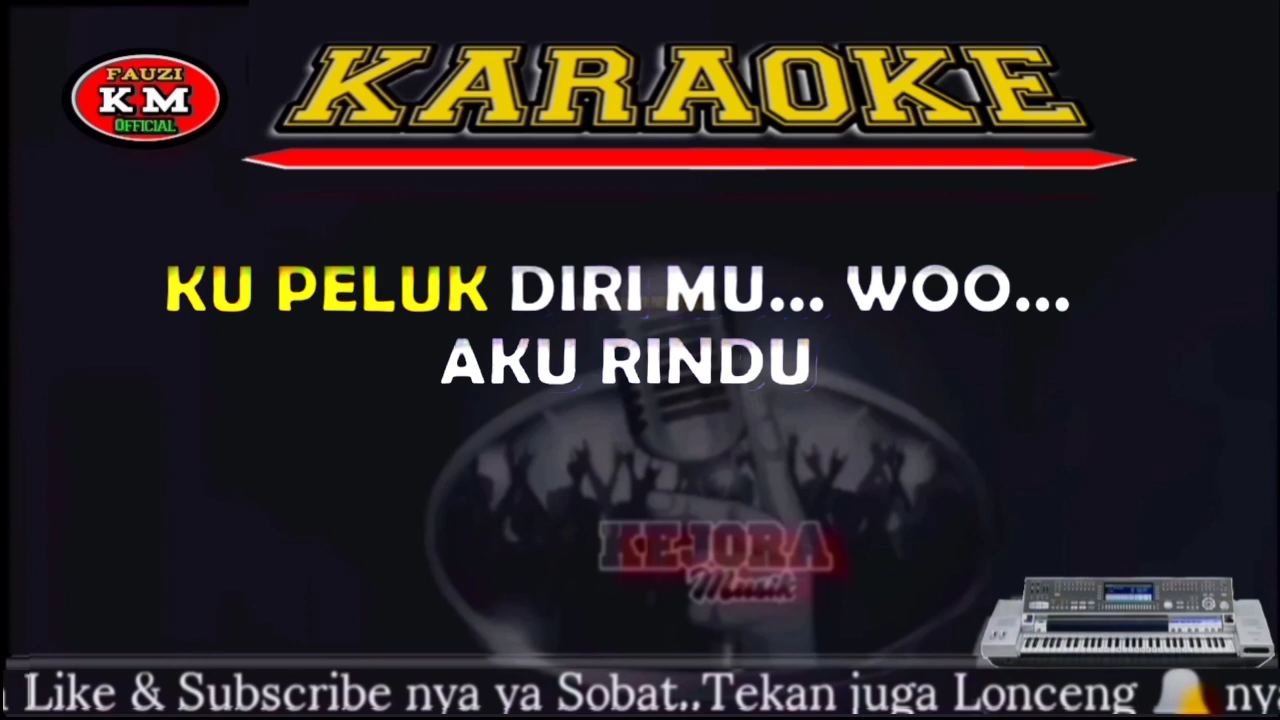 FAUZI
KM
OFFICIAL
KARAOKE
KU PELUK DIRI MU... WOO...
AKU RINDU
KEJORA
Musik
Like & Subscribe nya ya Sobat..Tekan juga Lonceng 🔔 ny